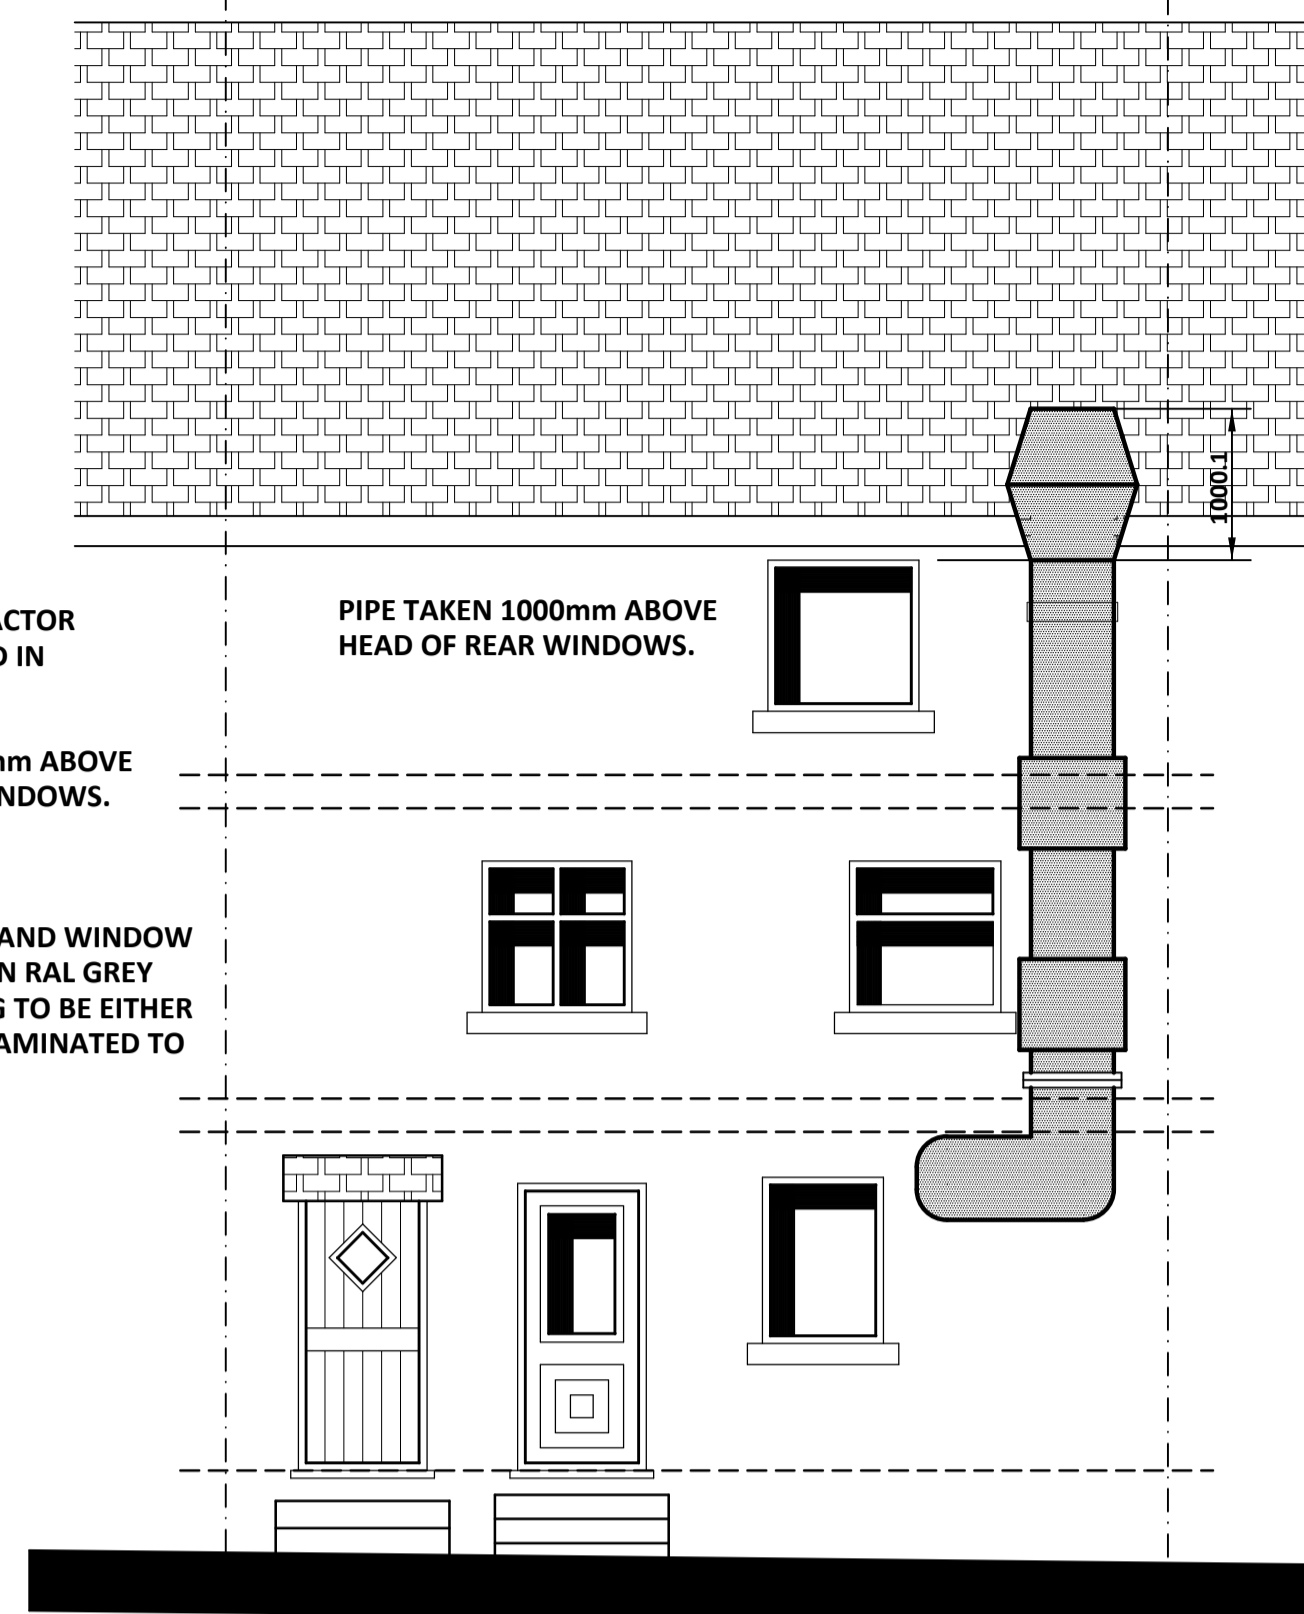 1000.1
PIPE TAKEN 1000mm ABOVE
HEAD OF REAR WINDOWS.
ACTOR
D IN
mm ABOVE
NDOWS.
AND WINDOW
N RAL GREY
G TO BE EITHER
AMINATED TO